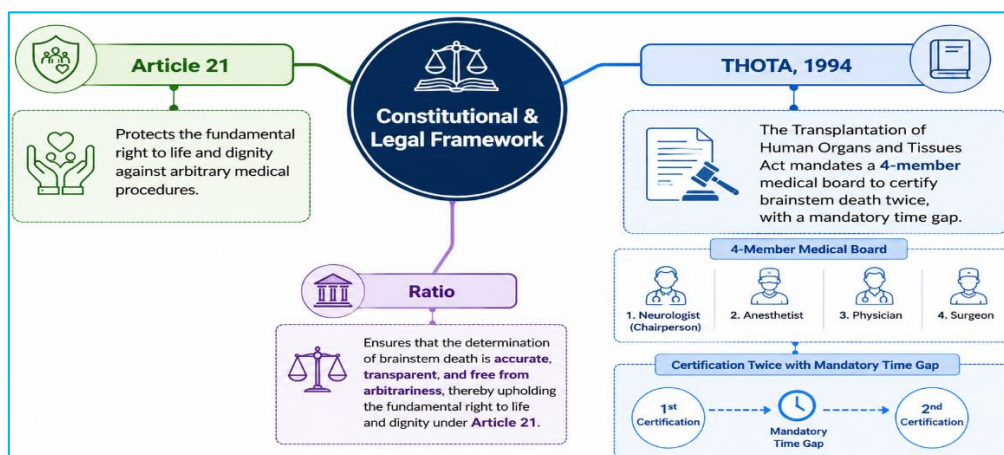 Constitutional &
Legal Framework
Article 21
Protects the fundamental
right to life and dignity
against arbitrary medical
procedures.
Ratio
Ensures that the determination
of brainstem death is accurate,
transparent, and free from
arbitrariness, thereby upholding
the fundamental right to life
and dignity under Article 21.
THOTA, 1994
The Transplantation of
Human Organs and Tissues
Act mandates a 4-member
medical board to certify
brainstem death twice,
with a mandatory time gap.
4-Member Medical Board
1. Neurologist
(Chairperson)
2. Anesthetist
3. Physician
4. Surgeon
Certification Twice with Mandatory Time Gap
1st
Certification
Mandatory
Time Gap
2nd
Certification